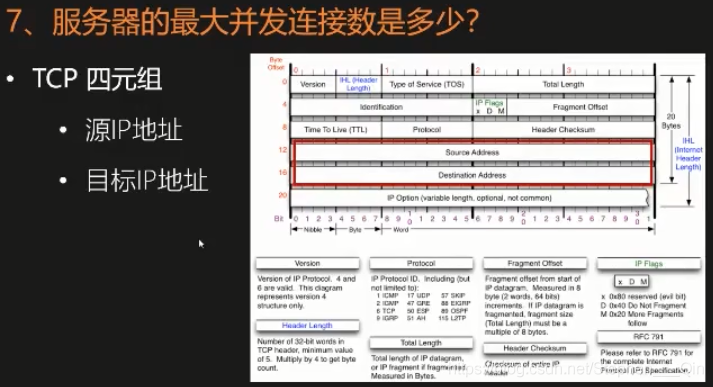 7、服务器的最大并发连接数是多少?
• TCP 四元组
• 源IP地址
• 目标IP地址
Byte Offset
0 1 2 3
0 Version IHL (Header Length) Type of Service (TOS) Total Length
4 Identification IP Flags x D M Fragment Offset
8 Time To Live (TTL) Protocol Header Checksum
12 Source Address
16 Destination Address
20 IP Option (variable length, optional, not common)
20 Bytes
IHL (Internet Header Length)
Bit 0 1 2 3 4 5 6 7 8 9 1 0 1 2 3 4 5 6 7 8 9 2 0 1 2 3 4 5 6 7 8 9 3 0 1
Nibble Byte Word
Version
Version of IP Protocol. 4 and
6 are valid. This diagram
represents version 4
structure only.
Header Length
Number of 32-bit words in
TCP header, minimum value
of 5. Multiply by 4 to get byte
count.
Protocol
IP Protocol ID. Including (but
not limited to):
1 ICMP 17 UDP 57 SKIP
2 IGMP 47 GRE 88 EIGRP
6 TCP 50 ESP 89 OSPF
9 IGRP 51 AH 115 L2TP
Total Length
Total length of IP datagram,
or IP fragment if fragmented.
Measured in Bytes.
Fragment Offset
Fragment offset from start of
IP datagram. Measured in 8
byte (2 words, 64 bits)
increments. If IP datagram is
fragmented, fragment size
(Total Length) must be a
multiple of 8 bytes.
Header Checksum
Checksum of entire IP
header
IP Flags
x D M
x 0x80 reserved (evil bit)
D 0x40 Do Not Fragment
M 0x20 More Fragments
follow
RFC 791
Please refer to RFC 791 for
the complete Internet
Protocol (IP) Specification.